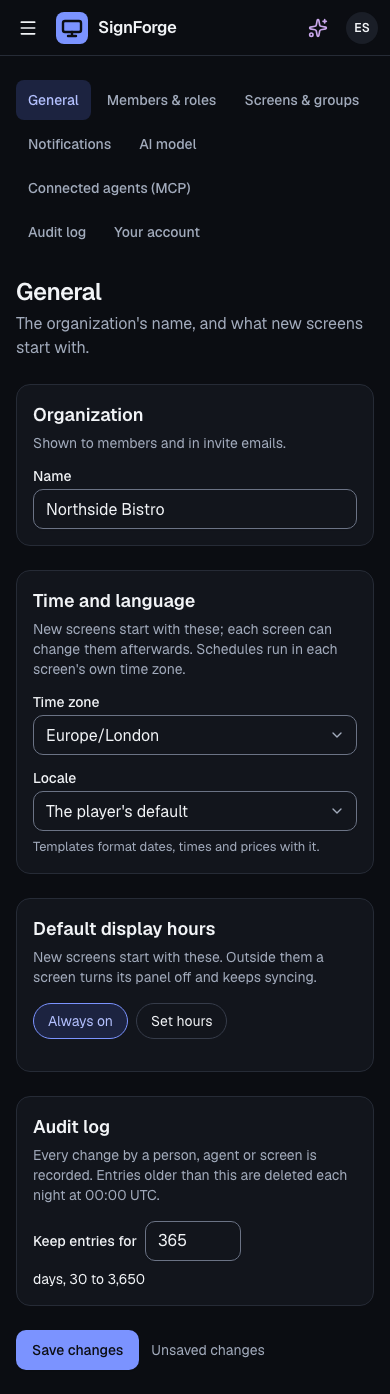 SignForge
ES
General Members & roles Screens & groups
Notifications AI model
Connected agents (MCP)
Audit log Your account
General
The organization's name, and what new screens
start with.
Organization
Shown to members and in invite emails.
Name
Northside Bistro
Time and language
New screens start with these; each screen can
change them afterwards. Schedules run in each
screen's own time zone.
Time zone
Europe/London
Locale
The player's default
Templates format dates, times and prices with it.
Default display hours
New screens start with these. Outside them a
screen turns its panel off and keeps syncing.
Always on Set hours
Audit log
Every change by a person, agent or screen is
recorded. Entries older than this are deleted each
night at 00:00 UTC.
Keep entries for 365
days, 30 to 3,650
Save changes Unsaved changes